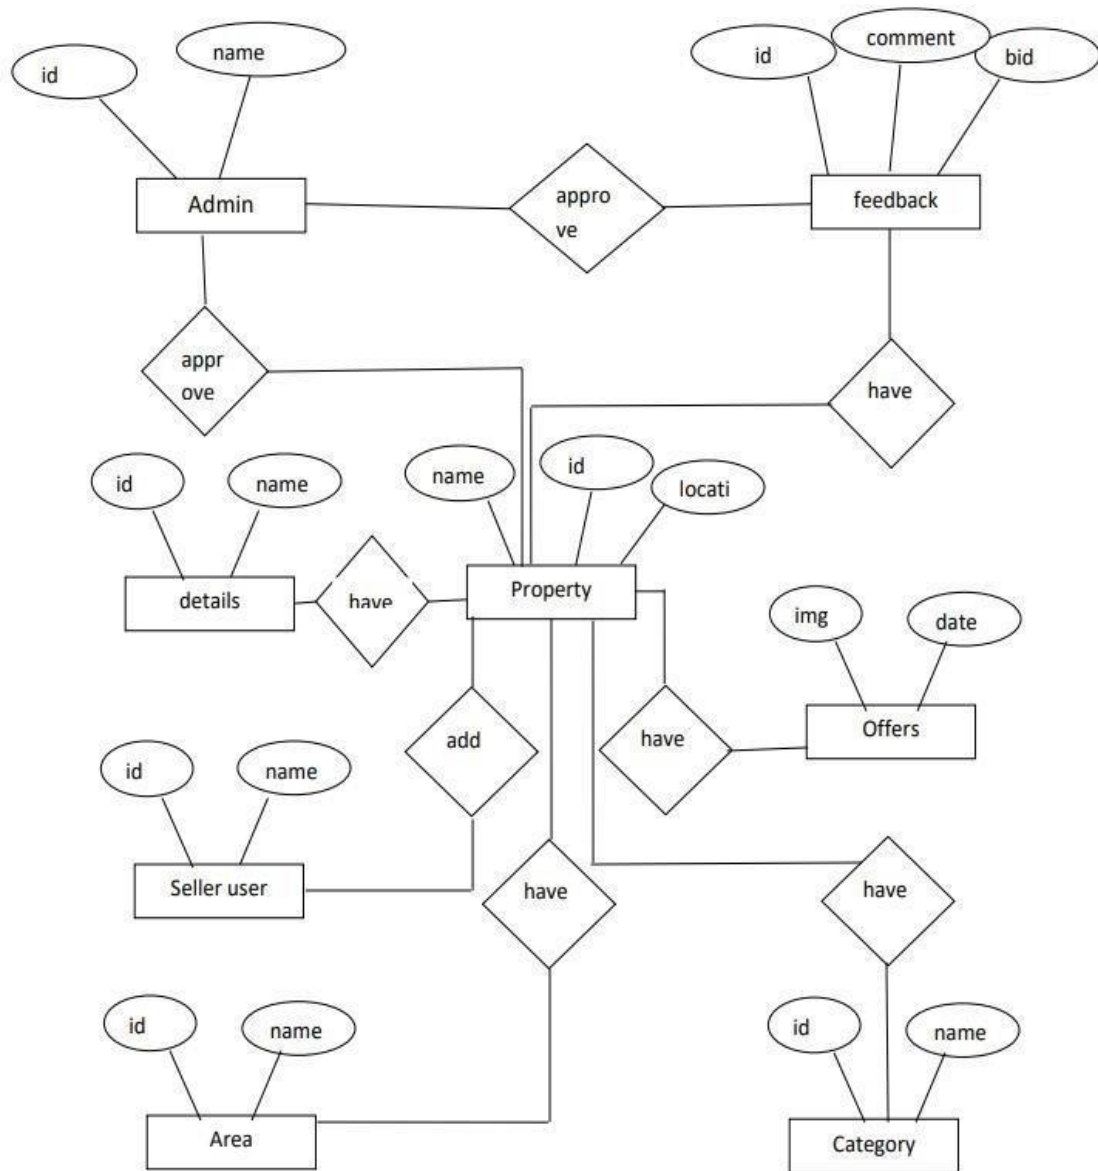 id
name
id
comment
bid
Admin
appro
ve
feedback
appr
ove
have
id
name
name
id
locati
details
have
Property
img
date
add
have
Offers
id
name
Seller user
have
have
id
name
id
name
Area
Category